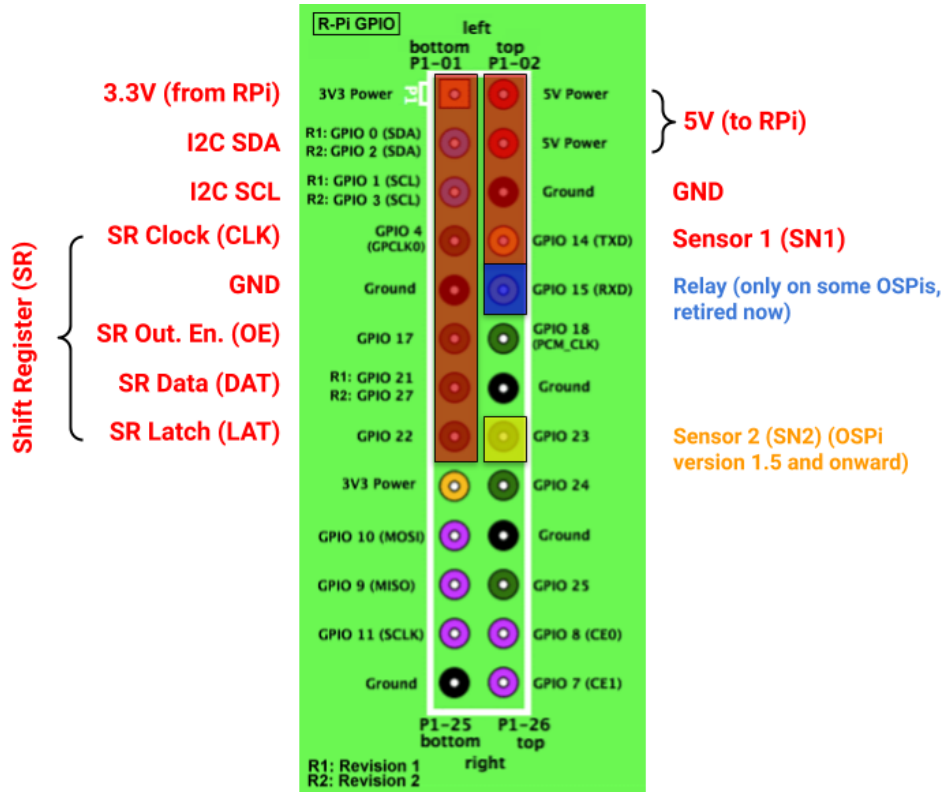 R-Pi GPIO
left
bottom top
P1-01 P1-02
3.3V (from RPi) 3V3 Power P1 5V Power
5V (to RPi)
I2C SDA R1: GPIO 0 (SDA)
R2: GPIO 2 (SDA) 5V Power
I2C SCL R1: GPIO 1 (SCL)
R2: GPIO 3 (SCL) Ground GND
SR Clock (CLK) GPIO 4
(GPCLK0) GPIO 14 (TXD) Sensor 1 (SN1)
Shift Register (SR)
GND Ground GPIO 15 (RXD) Relay (only on some OSPis,
retired now)
SR Out. En. (OE) GPIO 17 GPIO 18
(PCM_CLK)
SR Data (DAT) R1: GPIO 21
R2: GPIO 27 Ground
SR Latch (LAT) GPIO 22 GPIO 23 Sensor 2 (SN2) (OSPi
version 1.5 and onward)
3V3 Power GPIO 24
GPIO 10 (MOSI) Ground
GPIO 9 (MISO) GPIO 25
GPIO 11 (SCLK) GPIO 8 (CE0)
Ground GPIO 7 (CE1)
P1-25 P1-26
bottom top
right
R1: Revision 1
R2: Revision 2